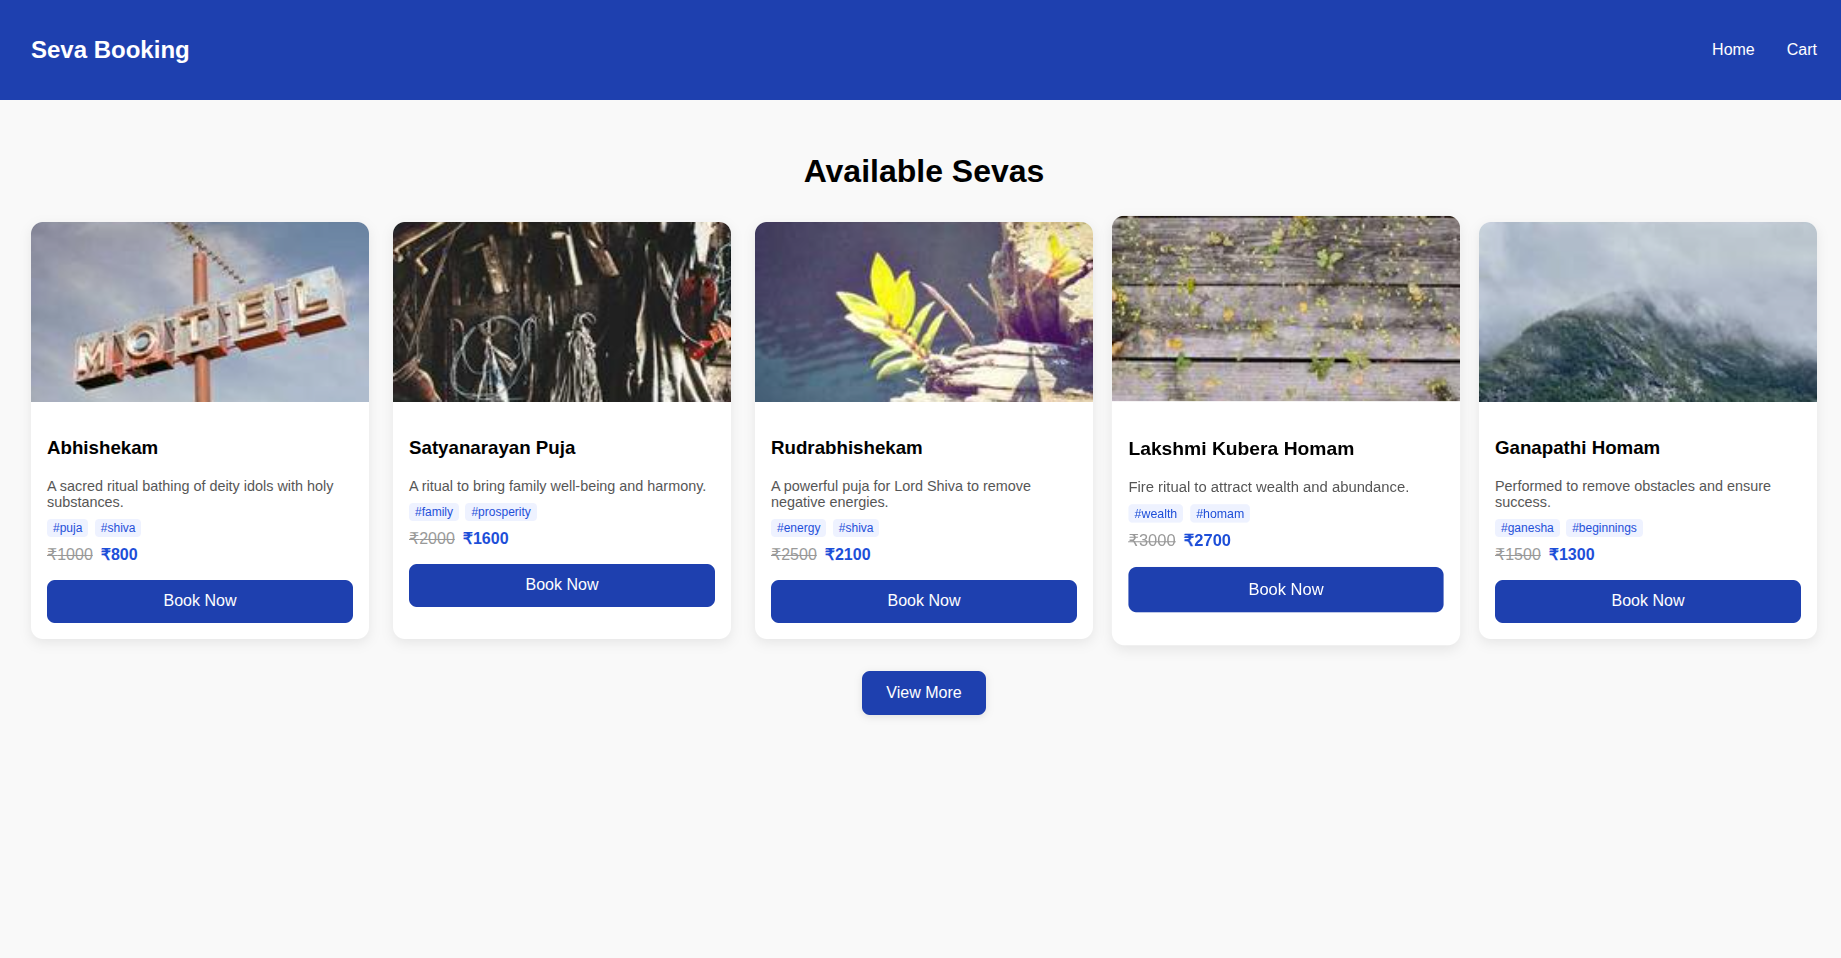 Seva Booking
Home
Cart
Available Sevas
MOTEL
Abhishekam
A sacred ritual bathing of deity idols with holy
substances.
#puja #shiva
₹1000 ₹800
Book Now
Satyanarayan Puja
A ritual to bring family well-being and harmony.
#family #prosperity
₹2000 ₹1600
Book Now
Rudrabhishekam
A powerful puja for Lord Shiva to remove
negative energies.
#energy #shiva
₹2500 ₹2100
Book Now
Lakshmi Kubera Homam
Fire ritual to attract wealth and abundance.
#wealth #homam
₹3000 ₹2700
Book Now
Ganapathi Homam
Performed to remove obstacles and ensure
success.
#ganesha #beginnings
₹1500 ₹1300
Book Now
View More